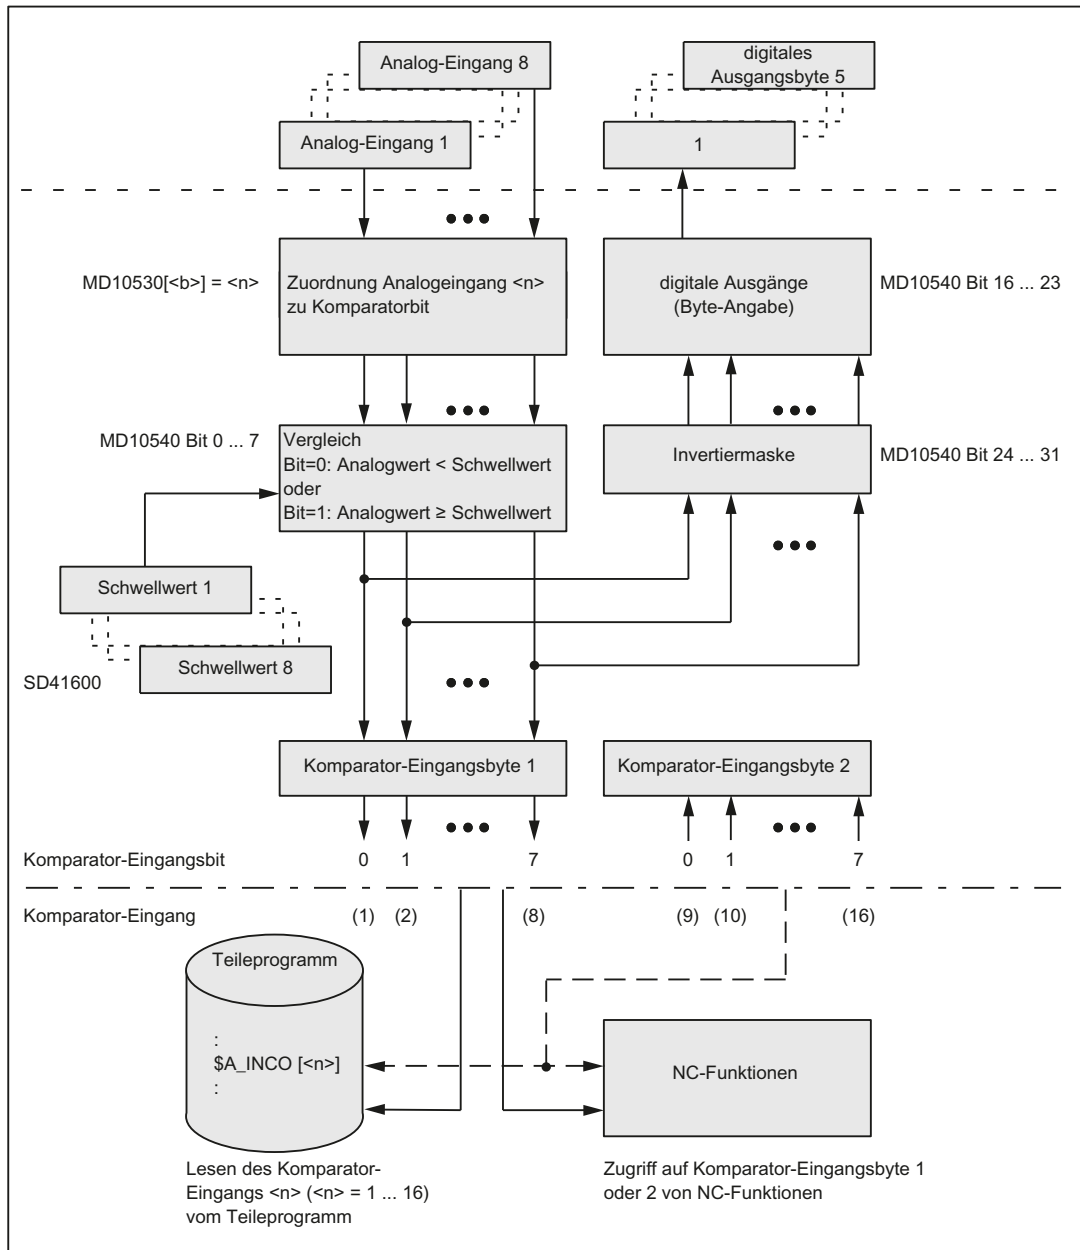 Analog-Eingang 8
digitales
Ausgangsbyte 5
Analog-Eingang 1
1
MD10530[<b>] = <n>
Zuordnung Analogeingang <n>
zu Komparatorbit
digitale Ausgänge
(Byte-Angabe)
MD10540 Bit 16 ... 23
MD10540 Bit 0 ... 7
Vergleich
Bit=0: Analogwert < Schwellwert
oder
Bit=1: Analogwert ≥ Schwellwert
Invertiermaske
MD10540 Bit 24 ... 31
Schwellwert 1
Schwellwert 8
SD41600
Komparator-Eingangsbyte 1
Komparator-Eingangsbyte 2
Komparator-Eingangsbit 0 1 7 0 1 7
Komparator-Eingang (1) (2) (8) (9) (10) (16)
Teileprogramm
:
$A_INCO [<n>]
:
NC-Funktionen
Lesen des Komparator-
Eingangs <n> (<n> = 1 ... 16)
vom Teileprogramm
Zugriff auf Komparator-Eingangsbyte 1
oder 2 von NC-Funktionen